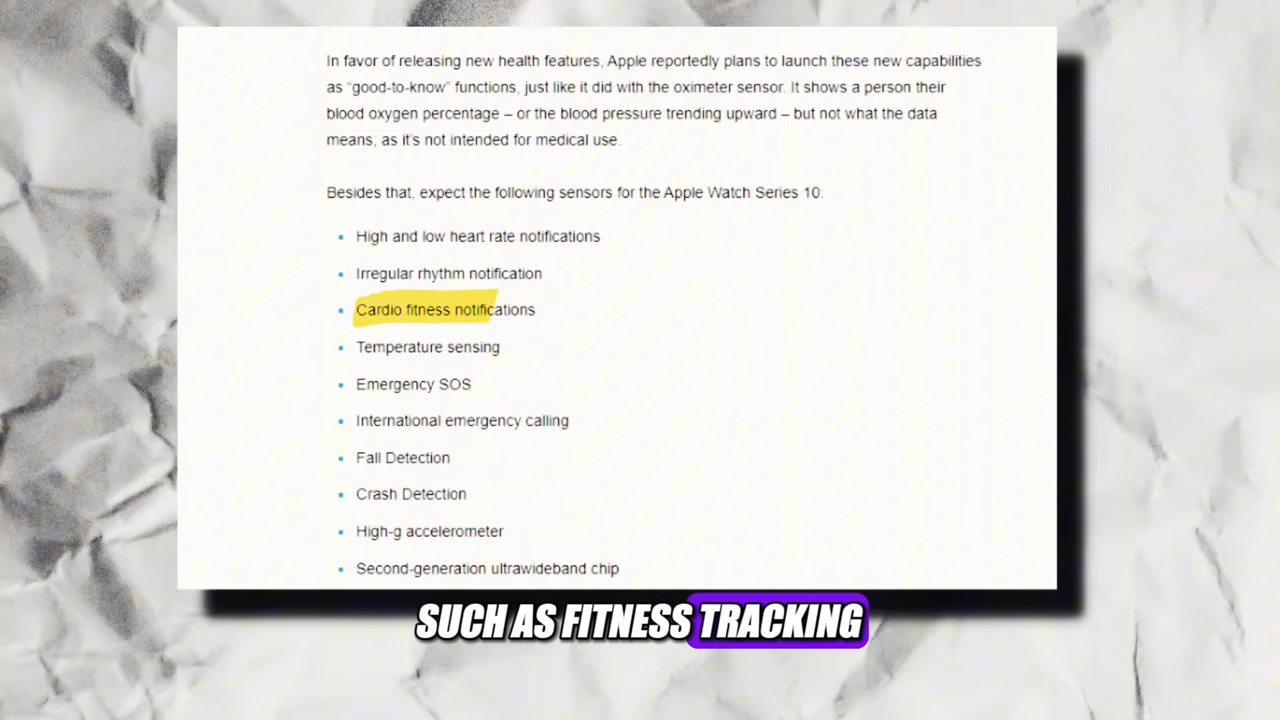 In favor of releasing new health features, Apple reportedly plans to launch these new capabilities
as “good-to-know” functions, just like it did with the oximeter sensor. It shows a person their
blood oxygen percentage – or the blood pressure trending upward – but not what the data
means, as it’s not intended for medical use.
Besides that, expect the following sensors for the Apple Watch Series 10:
High and low heart rate notifications
Irregular rhythm notification
Cardio fitness notifications
Temperature sensing
Emergency SOS
International emergency calling
Fall Detection
Crash Detection
High-g accelerometer
Second-generation ultrawideband chip
SUCH AS FITNESS TRACKING